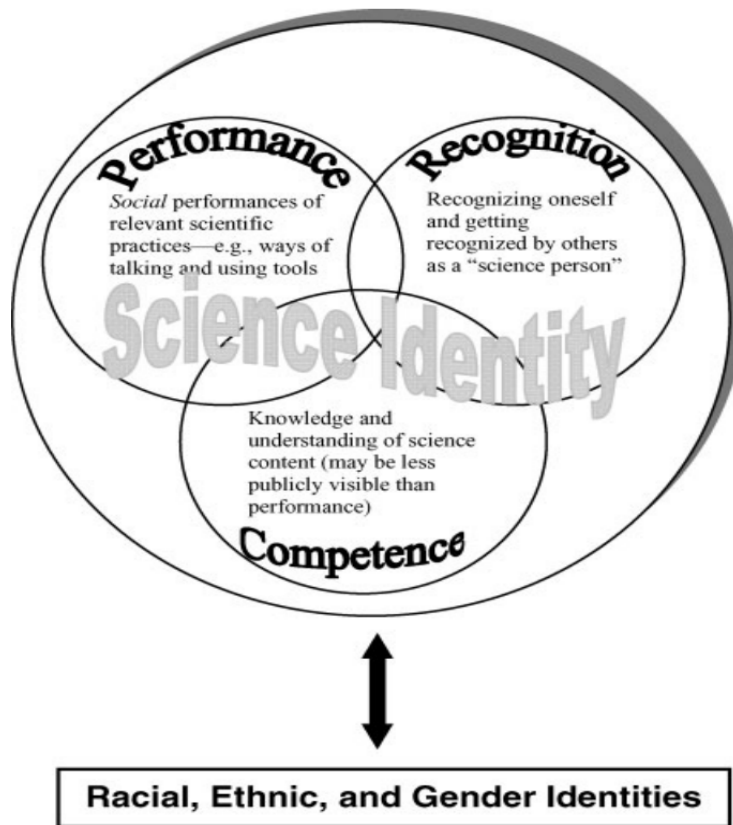 Performance
Social performances of
relevant scientific
practices—e.g., ways of
talking and using tools
Recognition
Recognizing oneself
and getting
recognized by others
as a “science person”
Science Identity
Knowledge and
understanding of science
content (may be less
publicly visible than
performance)
Competence
Racial, Ethnic, and Gender Identities